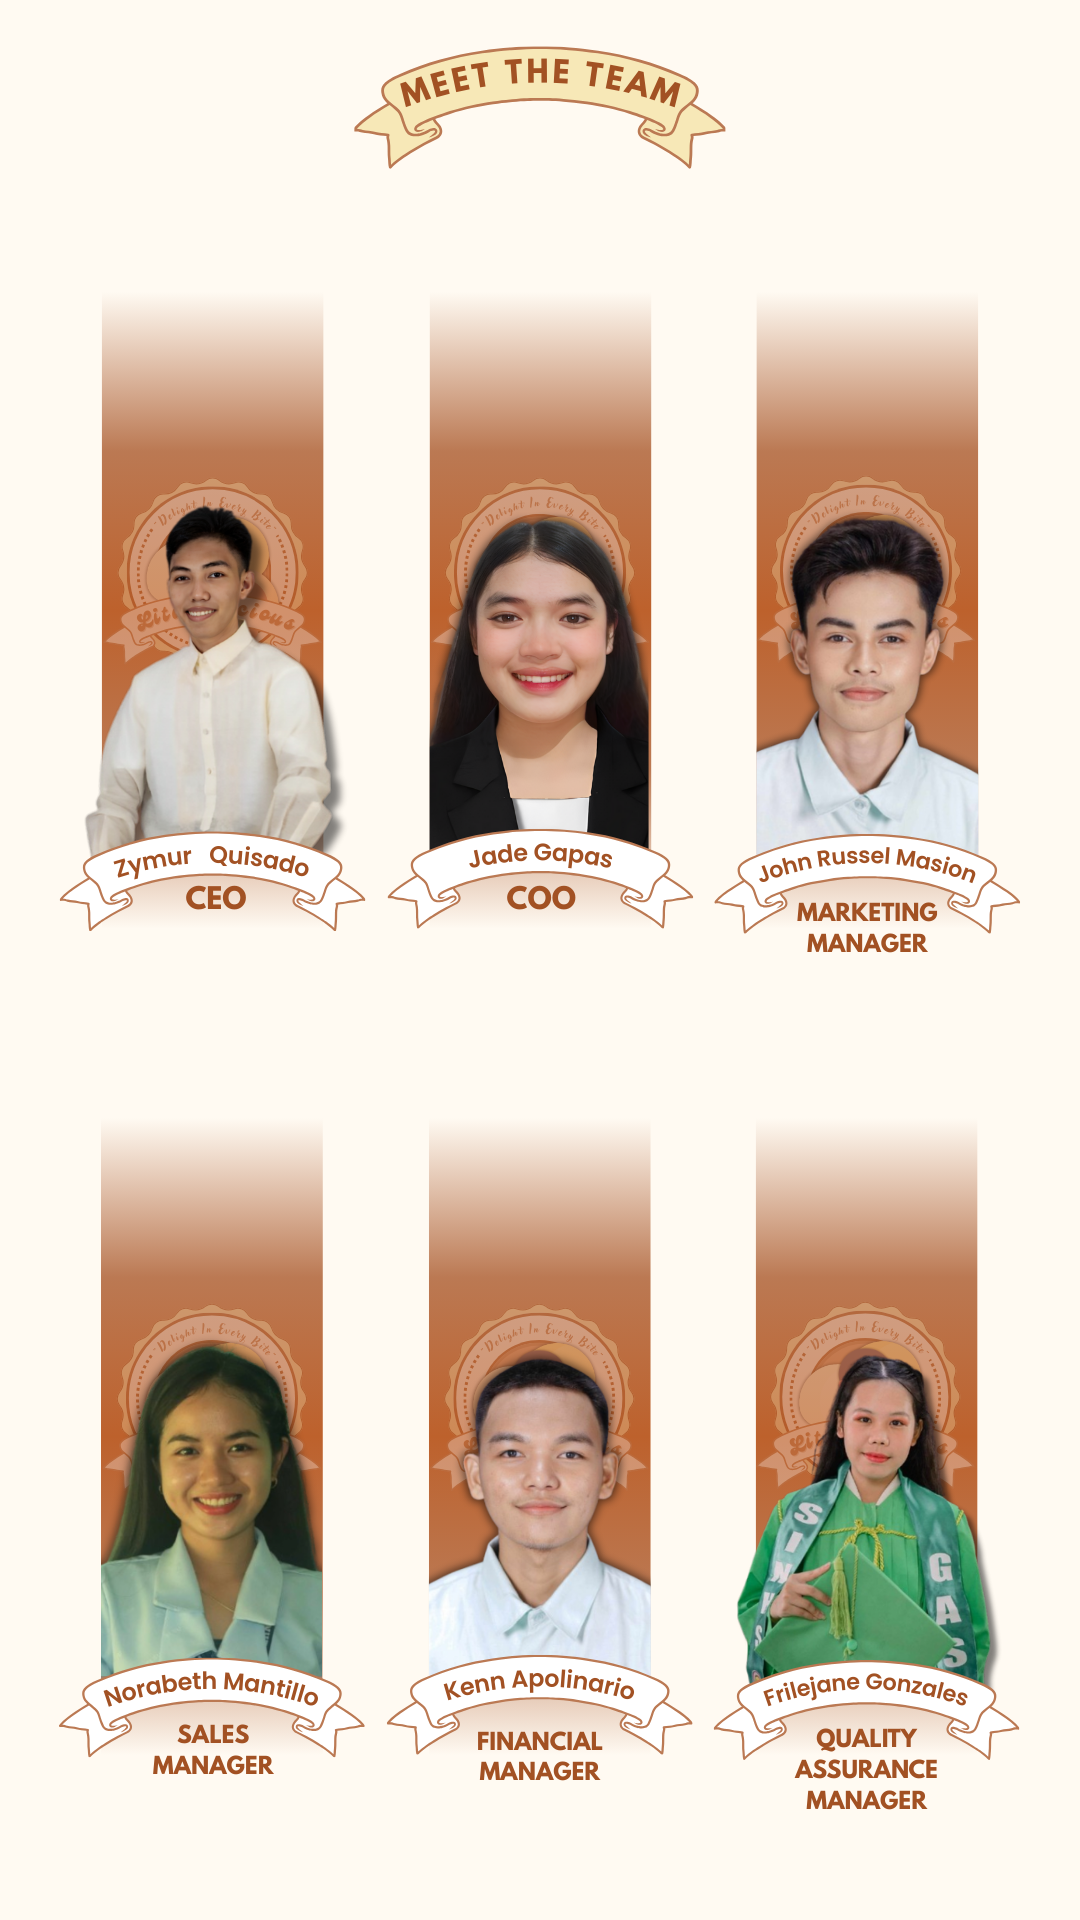 MEET THE TEAM
Delight In Every Bite
Delight In Every Bite
Delight In Every Bite
Zymur Quisado
CEO
Jade Gapas
COO
John Russel Masion
MARKETING
MANAGER
Delight In Every Bite
Delight In Every Bite
Delight In Every Bite
GAS
Norabeth Mantillo
SALES
MANAGER
Kenn Apolinario
FINANCIAL
MANAGER
Frilejane Gonzales
QUALITY
ASSURANCE
MANAGER